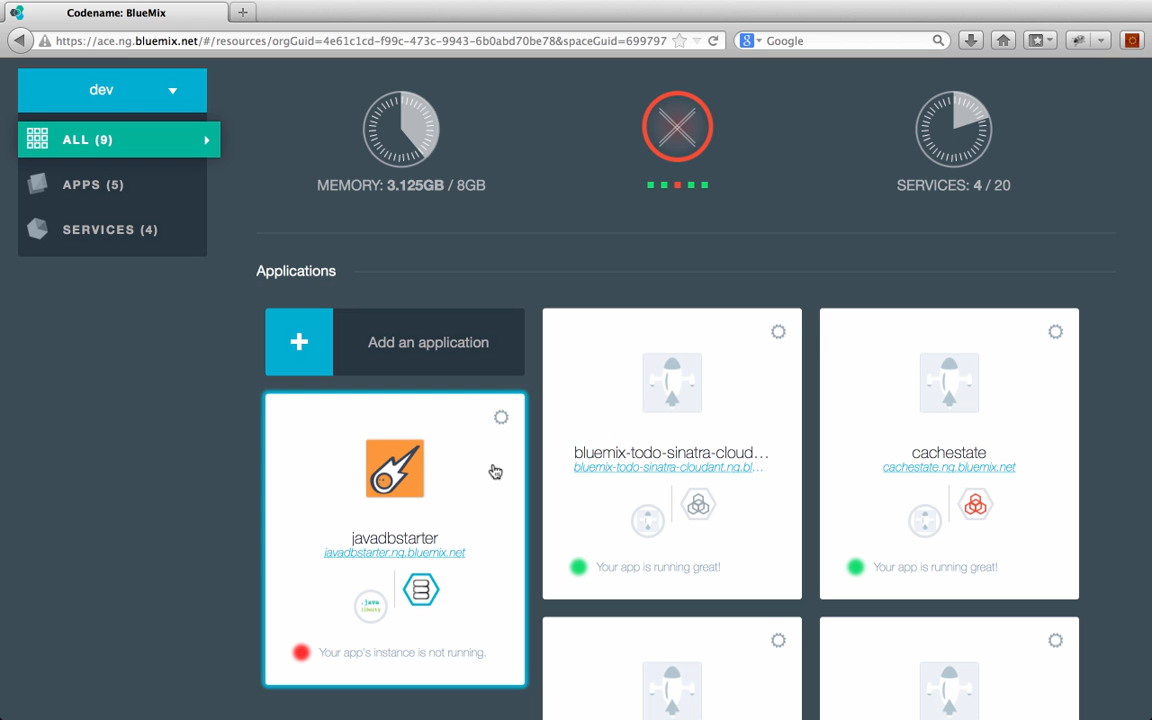 Codename: BlueMix
https://ace.ng.bluemix.net/#/resources/orgGuid=4e61c1cd-f99c-473c-9943-6b0abd70be78&spaceGuid=699797
Google
dev
ALL (9)
APPS (5)
SERVICES (4)
MEMORY: 3.125GB / 8GB
SERVICES: 4 / 20
Applications
Add an application
bluemix-todo-sinatra-cloud...
bluemix-todo-sinatra-cloudant.ng.bl...
Your app is running great!
cachestate
cachestate.ng.bluemix.net
Your app is running great!
javadbstarter
javadbstarter.ng.bluemix.net
.java
liberty
Your app's instance is not running.